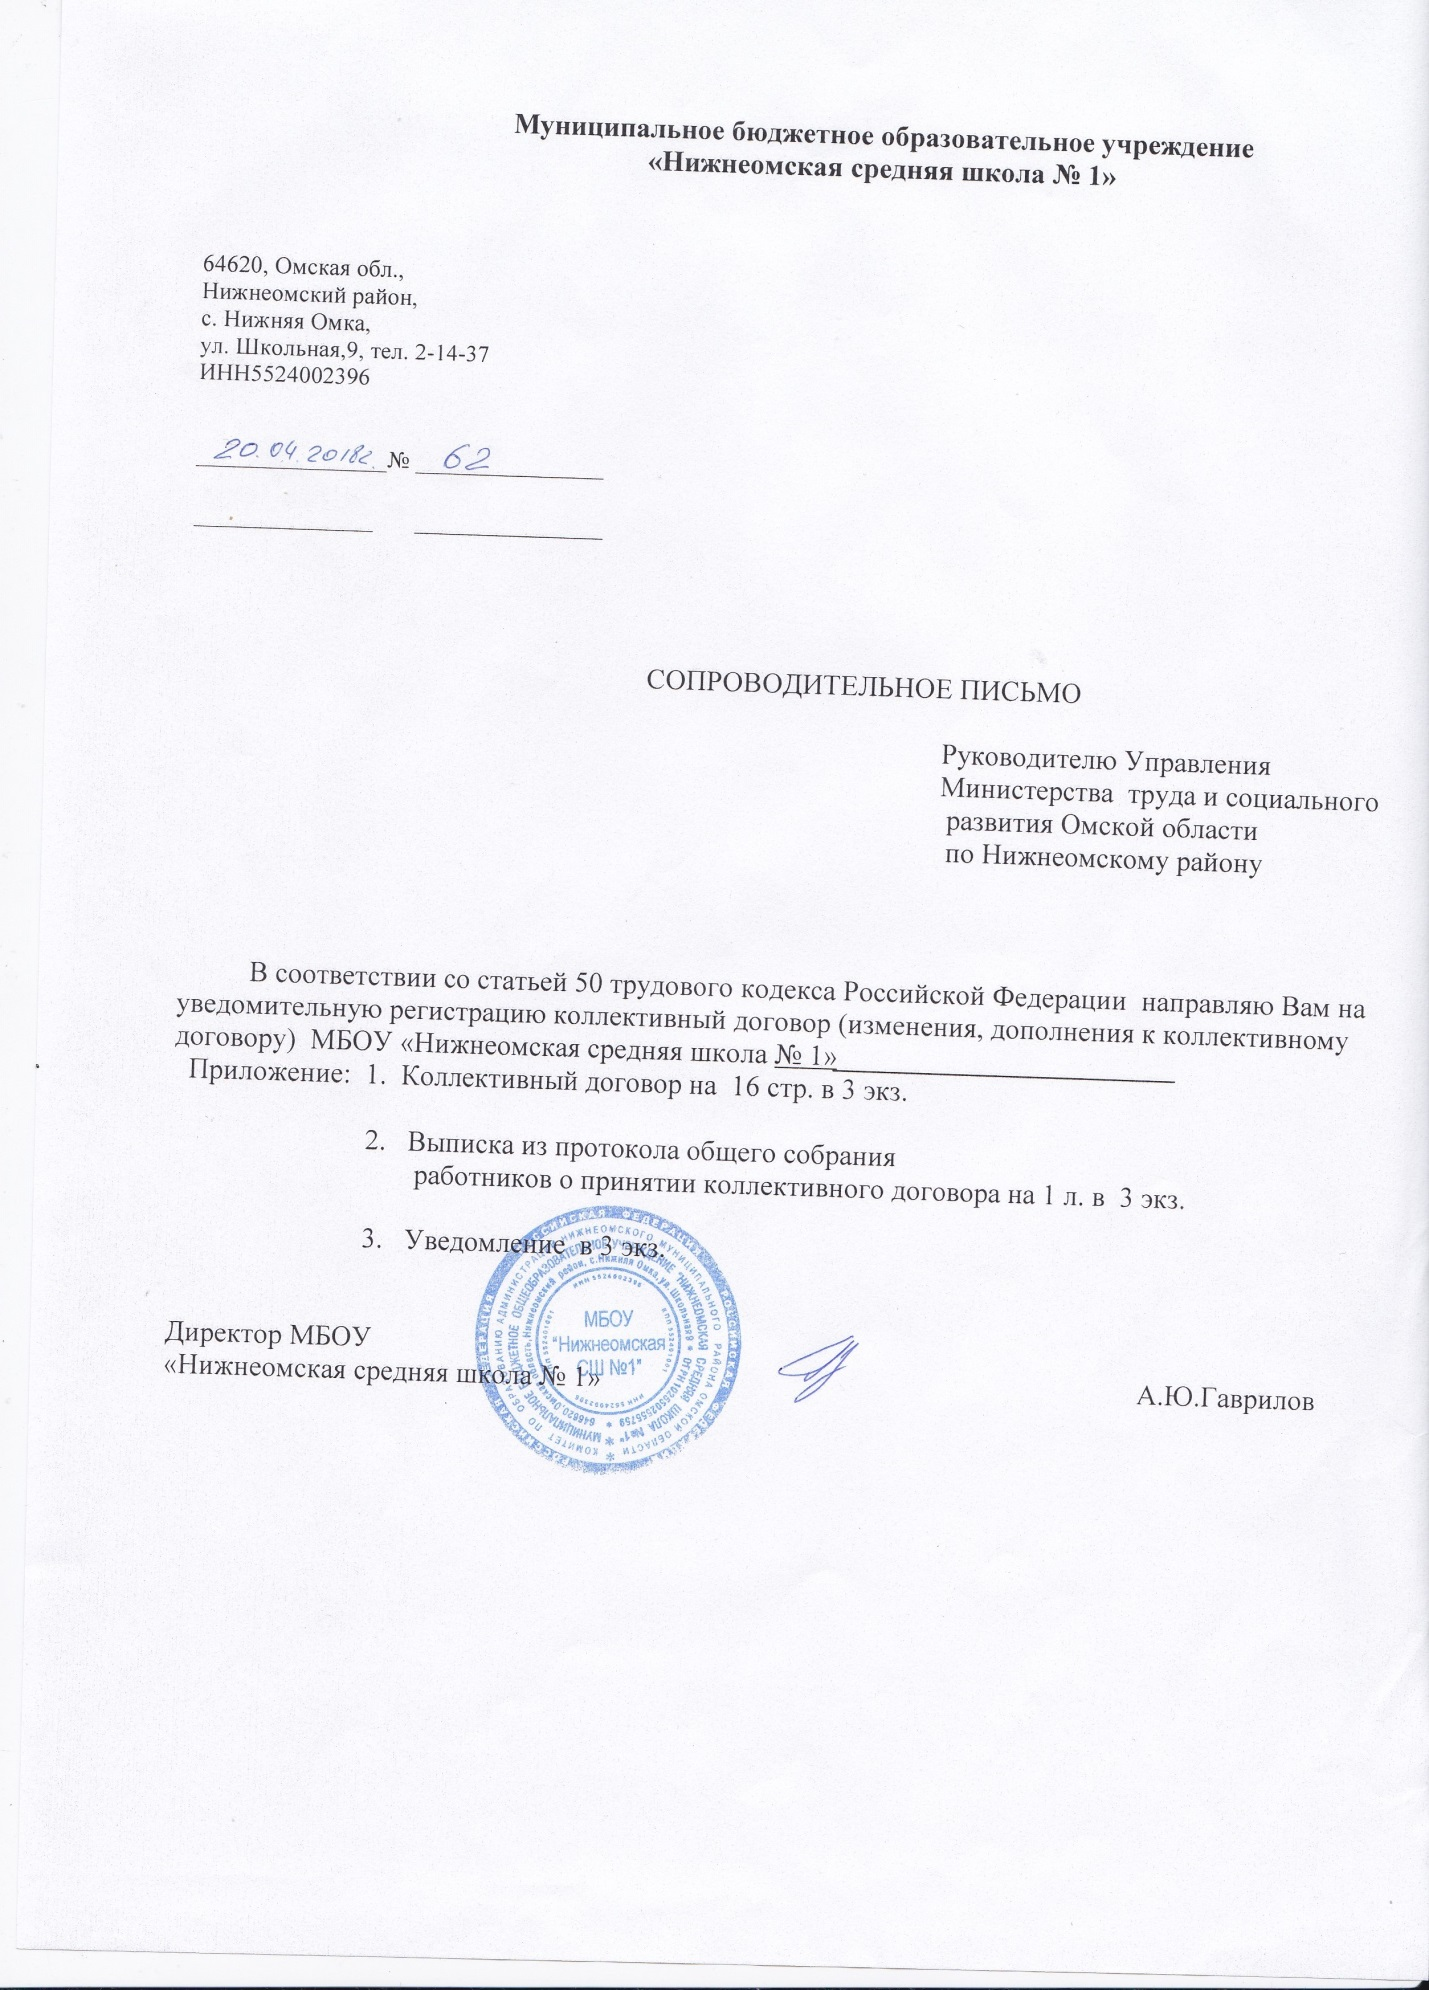 Муниципальное бюджетное образовательное учреждение
«Нижнеомская средняя школа № 1»
64620, Омская обл.,
Нижнеомский район,
с. Нижняя Омка,
ул. Школьная,9, тел. 2-14-37
ИНН5524002396
20.04.2018г. № 62
СОПРОВОДИТЕЛЬНОЕ ПИСЬМО
Руководителю Управления
Министерства труда и социального
развития Омской области
по Нижнеомскому району
В соответствии со статьей 50 трудового кодекса Российской Федерации направляю Вам на
уведомительную регистрацию коллективный договор (изменения, дополнения к коллективному
договору) МБОУ «Нижнеомская средняя школа № 1»
Приложение: 1. Коллективный договор на 16 стр. в 3 экз.
2. Выписка из протокола общего собрания
работников о принятии коллективного договора на 1 л. в 3 экз.
3. Уведомление в 3 экз.
Директор МБОУ
«Нижнеомская средняя школа № 1»
А.Ю.Гаврилов
МБОУ
"Нижнеомская
СШ №1"